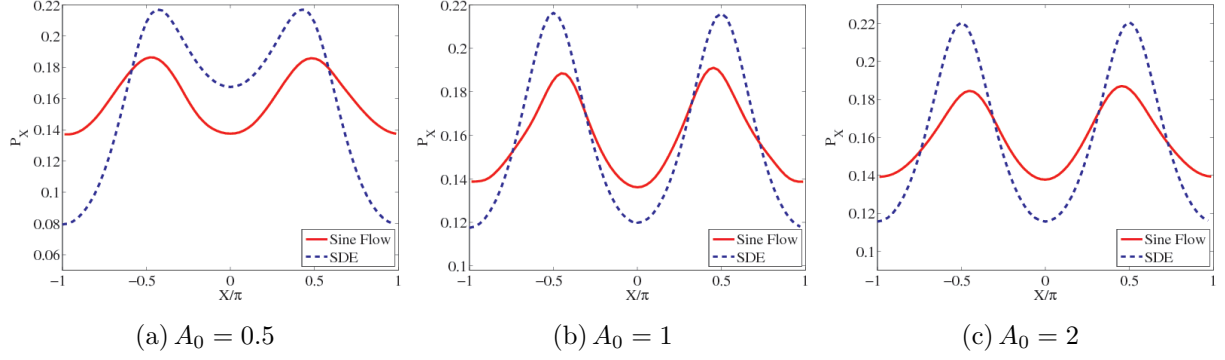 0.22
0.2
0.18
0.16
0.14
0.12
0.1
0.08
0.06
P_X
−1 −0.5 0 0.5 1
X/π
Sine Flow
SDE
(a) A_0 = 0.5
0.22
0.2
0.18
0.16
0.14
0.12
0.1
P_X
−1 −0.5 0 0.5 1
X/π
Sine Flow
SDE
(b) A_0 = 1
0.22
0.2
0.18
0.16
0.14
0.12
0.1
P_X
−1 −0.5 0 0.5 1
X/π
Sine Flow
SDE
(c) A_0 = 2